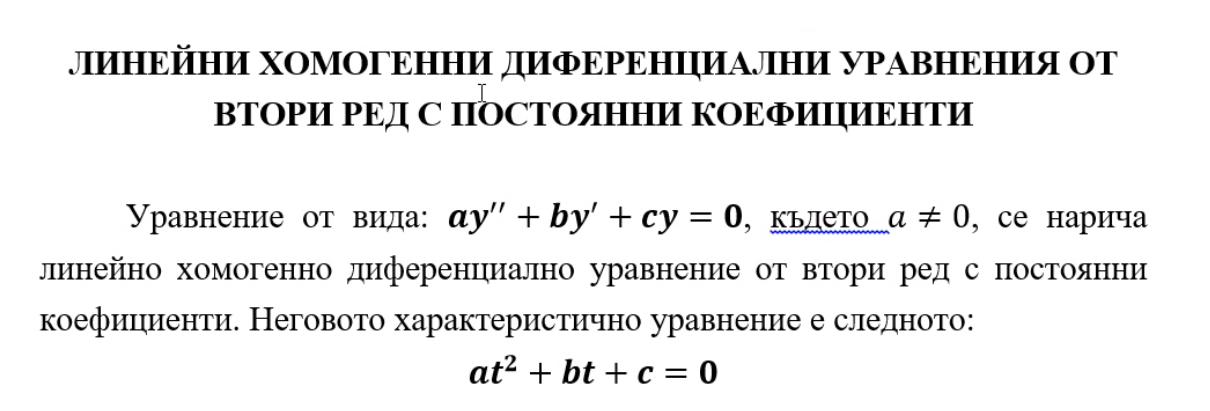 ЛИНЕЙНИ ХОМОГЕННИ ДИФЕРЕНЦИАЛНИ УРАВНЕНИЯ ОТ
ВТОРИ РЕД С ПОСТОЯННИ КОЕФИЦИЕНТИ
Уравнение от вида: ay′′ + by′ + cy = 0, където a ≠ 0, се нарича
линейно хомогенно диференциално уравнение от втори ред с постоянни
коефициенти. Неговото характеристично уравнение е следното:
at² + bt + c = 0